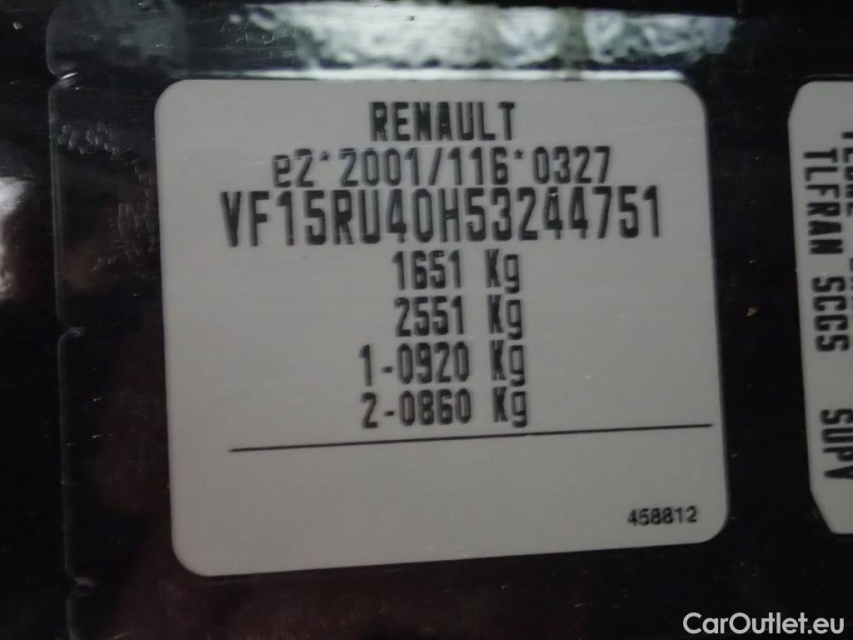 RENAULT
e2*2001/116*0327
VF15RU40H53244751
1651 Kg
2551 Kg
1-0920 Kg
2-0860 Kg
458812
TLFRAN SCCS SUPV
CarOutlet.eu